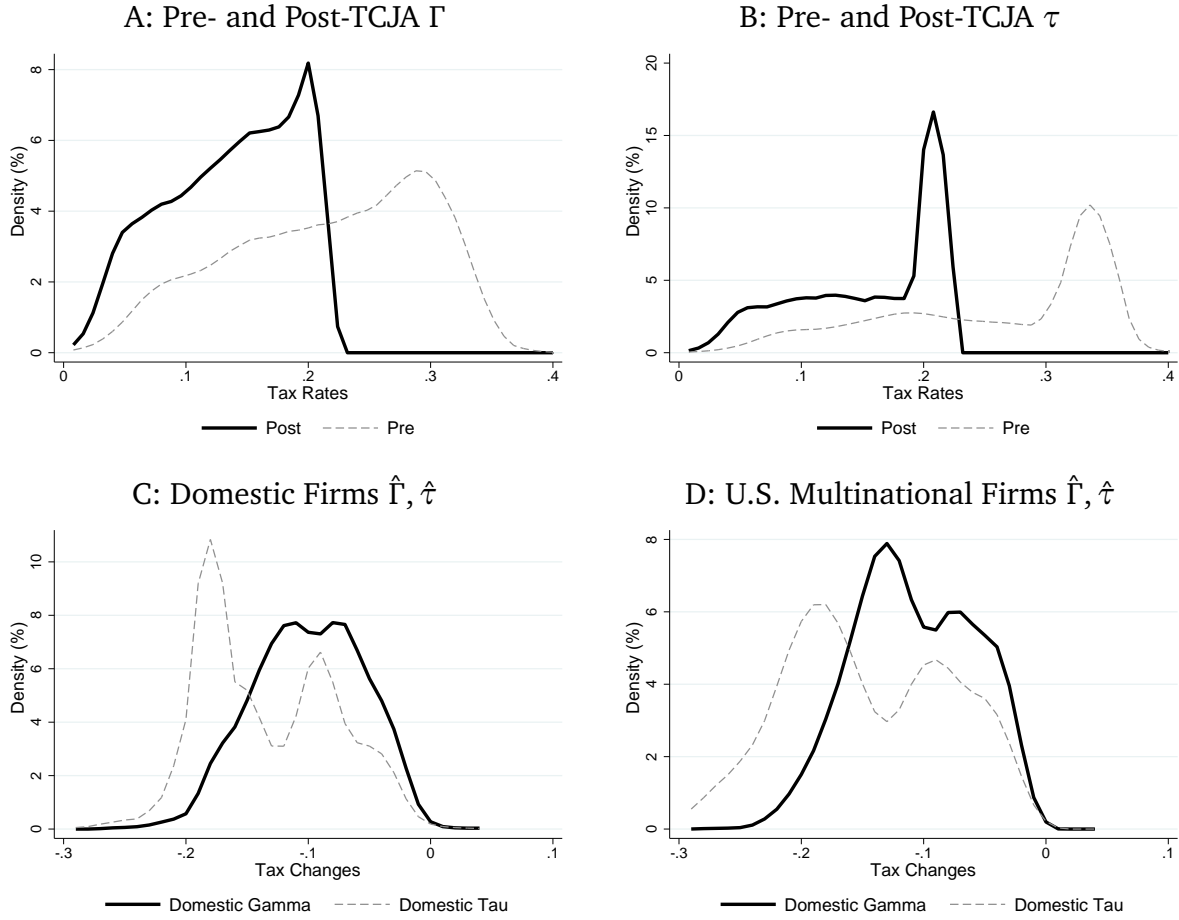 A: Pre- and Post-TCJA Γ
8
6
4
2
0
Density (%)
0 .1 .2 .3 .4
Tax Rates
Post Pre
B: Pre- and Post-TCJA τ
20
15
10
5
0
Density (%)
0 .1 .2 .3 .4
Tax Rates
Post Pre
C: Domestic Firms Γ̂, τ̂
10
8
6
4
2
0
Density (%)
-.3 -.2 -.1 0 .1
Tax Changes
Domestic Gamma Domestic Tau
D: U.S. Multinational Firms Γ̂, τ̂
8
6
4
2
0
Density (%)
-.3 -.2 -.1 0 .1
Tax Changes
Domestic Gamma Domestic Tau